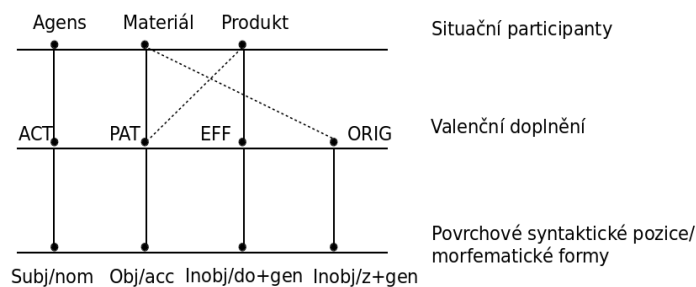 Agens Materiál Produkt
Situační participanty
ACT PAT EFF ORIG
Valenční doplnění
Povrchové syntaktické pozice/
morfematické formy
Subj/nom Obj/acc Inobj/do+gen Inobj/z+gen